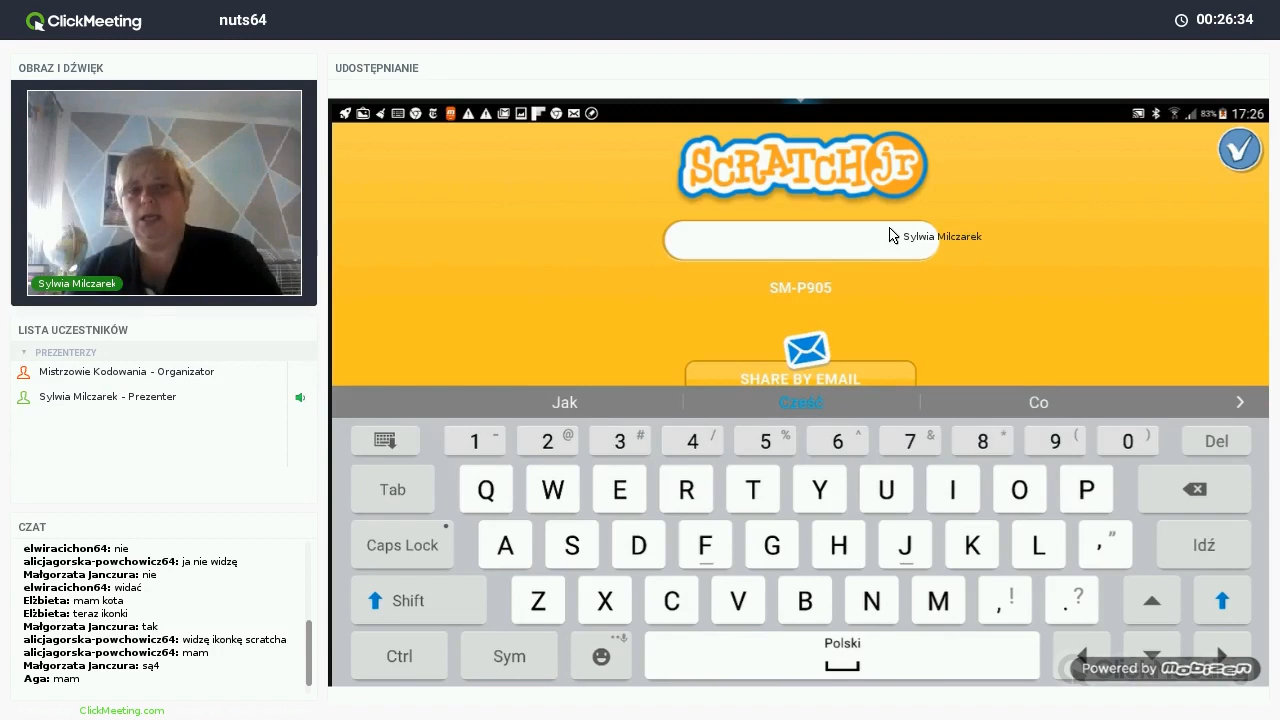 ClickMeeting
nuts64
00:26:34
OBRAZ I DŹWIĘK
Sylwia Milczarek
LISTA UCZESTNIKÓW
PREZENTERZY
Mistrzowie Kodowania - Organizator
Sylwia Milczarek - Prezenter
CZAT
elwiracichon64: nie
alicjagorska-powchowicz64: ja nie widzę
Małgorzata Janczura: nie
elwiracichon64: widać
Elżbieta: mam kota
Elżbieta: teraz ikonki
Małgorzata Janczura: tak
alicjagorska-powchowicz64: widzę ikonkę scratcha
alicjagorska-powchowicz64: mam
Małgorzata Janczura: są4
Aga: mam
ClickMeeting.com
UDOSTĘPNIANIE
83% 17:26
SCRATCH jr
Sylwia Milczarek
SM-P905
SHARE BY EMAIL
Jak Cześć Co
1 - 2 @ 3 # 4 / 5 % 6 ^ 7 & 8 * 9 ( 0 ) Del
Tab Q W E R T Y U I O P
Caps Lock A S D F G H J K L ' " Idź
Shift Z X C V B N M , ! . ?
Ctrl Sym Polski
Powered by mobizen